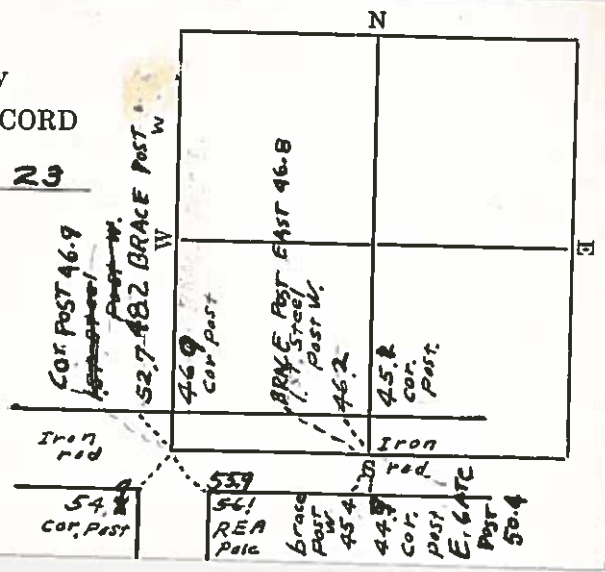 N
CORD
23
W
E
S
COR. POST 46.9
52.7 48.2 BRACE POST W
46.9
cor post
BRACE POST EAST 46.8
1ST Steel
Post W.
46.2
45.2
cor.
post.
Iron
rod
Iron
rod
54.
cor. post
55.9
56.1
REA
Pole
brace
post
W
45.4
44.9
cor.
post
E. GATE
Post
50.4